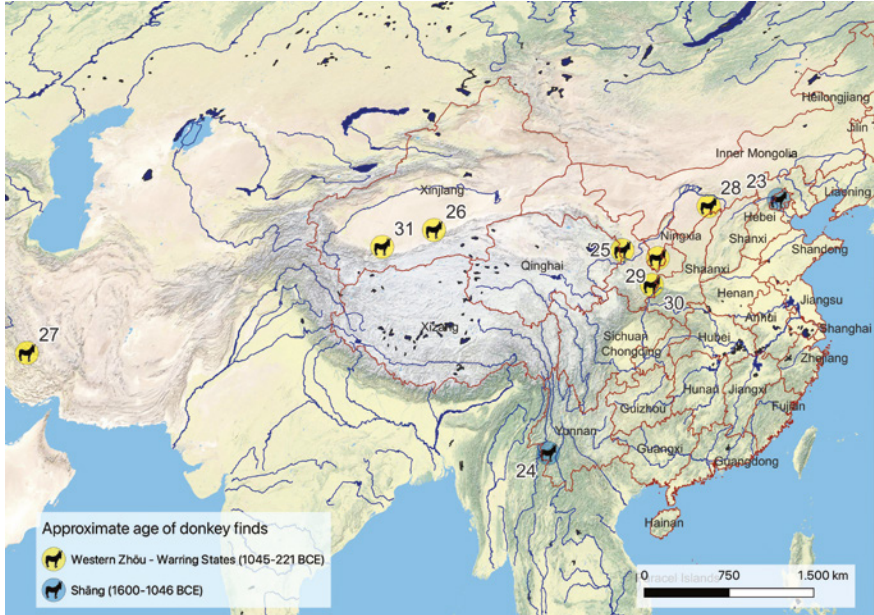 Heilongjiang
Jilin
Inner Mongolia
Liaoning
Xinjiang
28
23
Hebei
31
26
25
Ningxia
Shanxi
Shandong
Qinghai
Shaanxi
29
Henan
30
Jiangsu
Anhui
Xizang
Shanghai
27
Sichuan
Hubei
Chongqing
Zhejiang
Hunan
Jiangxi
Guizhou
Fujian
Yunnan
Guangxi
Guangdong
24
Hainan
Approximate age of donkey finds
Western Zhōu - Warring States (1045-221 BCE)
Shāng (1600-1046 BCE)
Paracel Islands
0 750 1.500 km